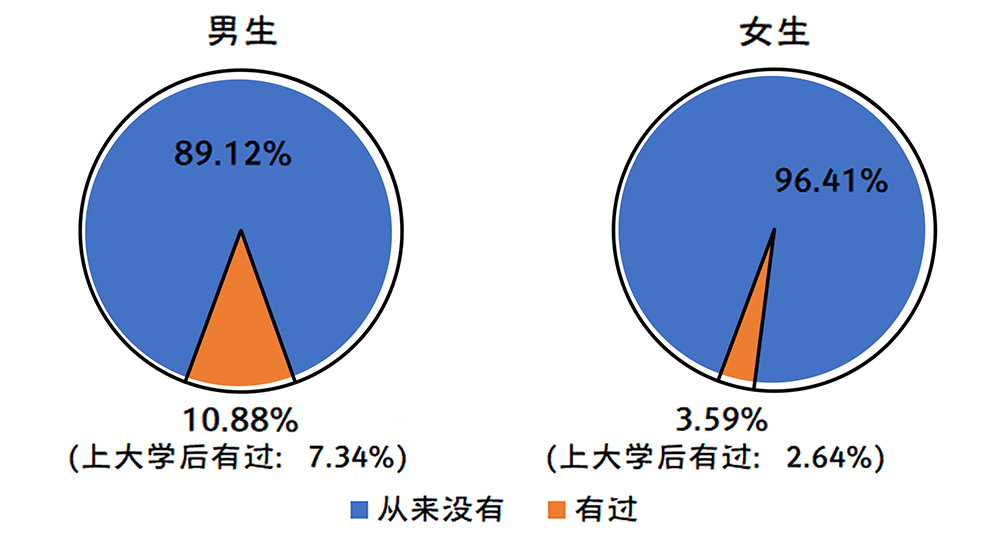 男生
女生
89.12%
96.41%
10.88%
(上大学后有过: 7.34%)
3.59%
(上大学后有过: 2.64%)
从来没有 有过